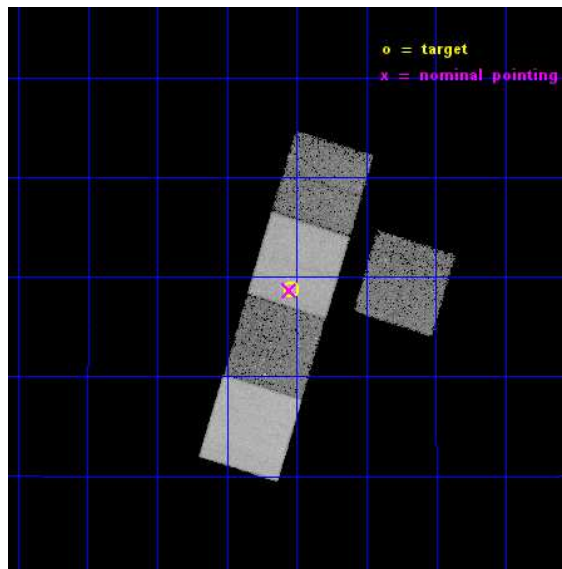 o = target
x = nominal pointing